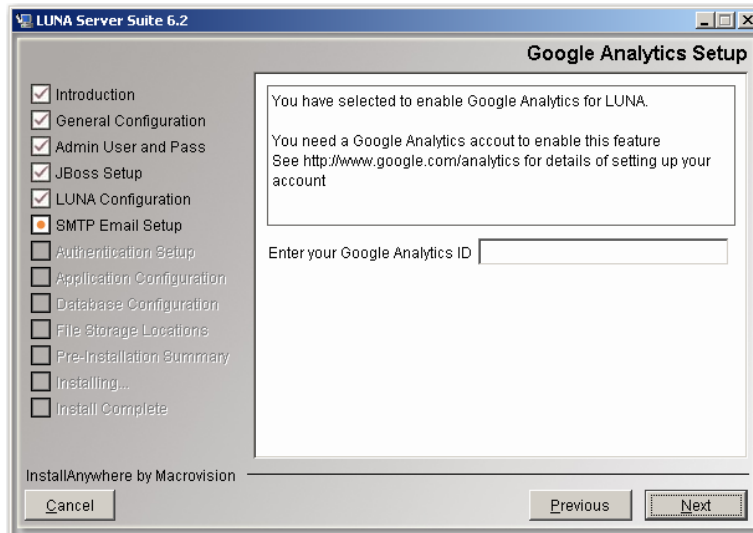 LUNA Server Suite 6.2
Google Analytics Setup
Introduction
General Configuration
Admin User and Pass
JBoss Setup
LUNA Configuration
SMTP Email Setup
Authentication Setup
Application Configuration
Database Configuration
File Storage Locations
Pre-Installation Summary
Installing...
Install Complete
You have selected to enable Google Analytics for LUNA.
You need a Google Analytics accout to enable this feature
See http://www.google.com/analytics for details of setting up your
account
Enter your Google Analytics ID
InstallAnywhere by Macrovision
Cancel
Previous
Next